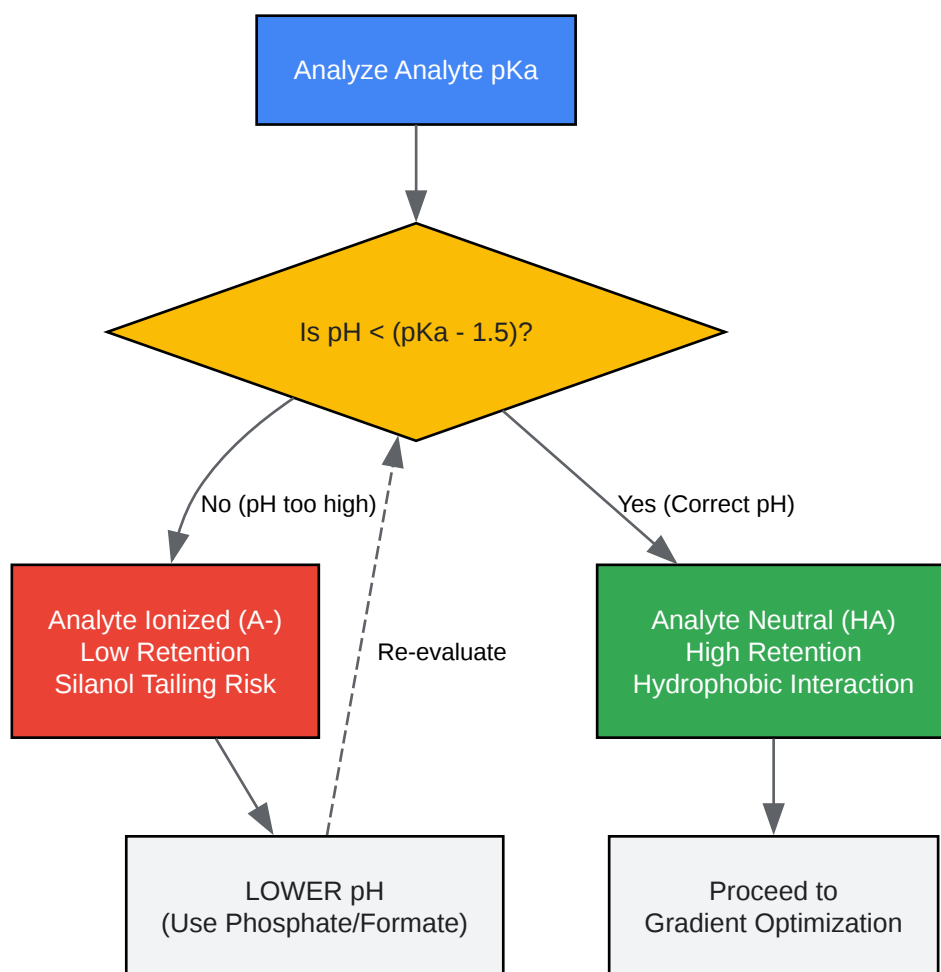 Analyze Analyte pKa
Is pH < (pKa - 1.5)?
No (pH too high)
Yes (Correct pH)
Analyte Ionized (A-)
Low Retention
Silanol Tailing Risk
Analyte Neutral (HA)
High Retention
Hydrophobic Interaction
Re-evaluate
LOWER pH
(Use Phosphate/Formate)
Proceed to
Gradient Optimization